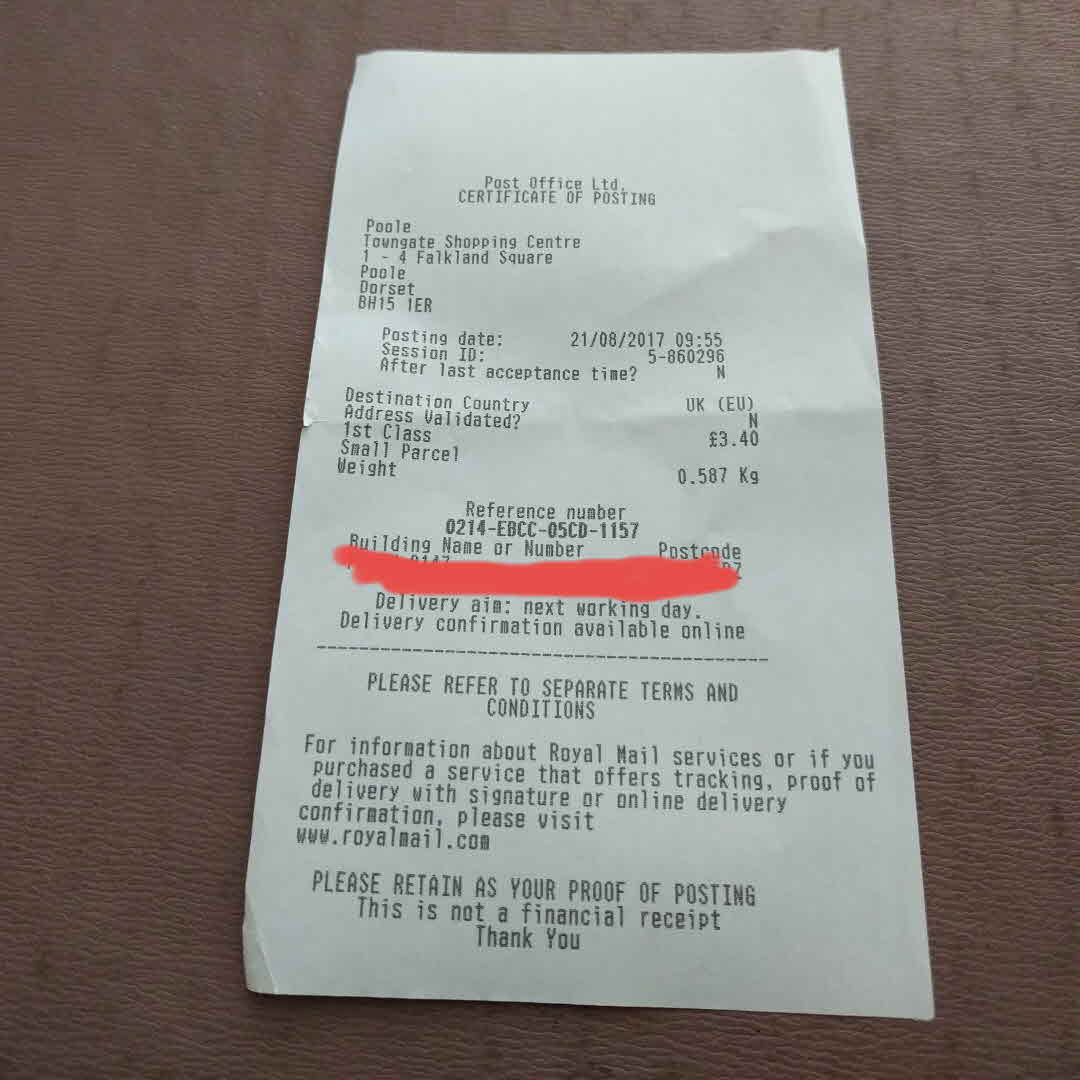 Post Office Ltd.
CERTIFICATE OF POSTING
Poole
Towngate Shopping Centre
1 - 4 Falkland Square
Poole
Dorset
BH15 1ER
Posting date: 21/08/2017 09:55
Session ID: 5-860296
After last acceptance time? N
Destination Country UK (EU)
Address Validated? N
1st Class £3.40
Small Parcel
Weight 0.587 Kg
Reference number
0214-EBCC-05CD-1157
Building Name or Number Postcode
Delivery aim: next working day.
Delivery confirmation available online
PLEASE REFER TO SEPARATE TERMS AND
CONDITIONS
For information about Royal Mail services or if you
purchased a service that offers tracking, proof of
delivery with signature or online delivery
confirmation, please visit
www.royalmail.com
PLEASE RETAIN AS YOUR PROOF OF POSTING
This is not a financial receipt
Thank You